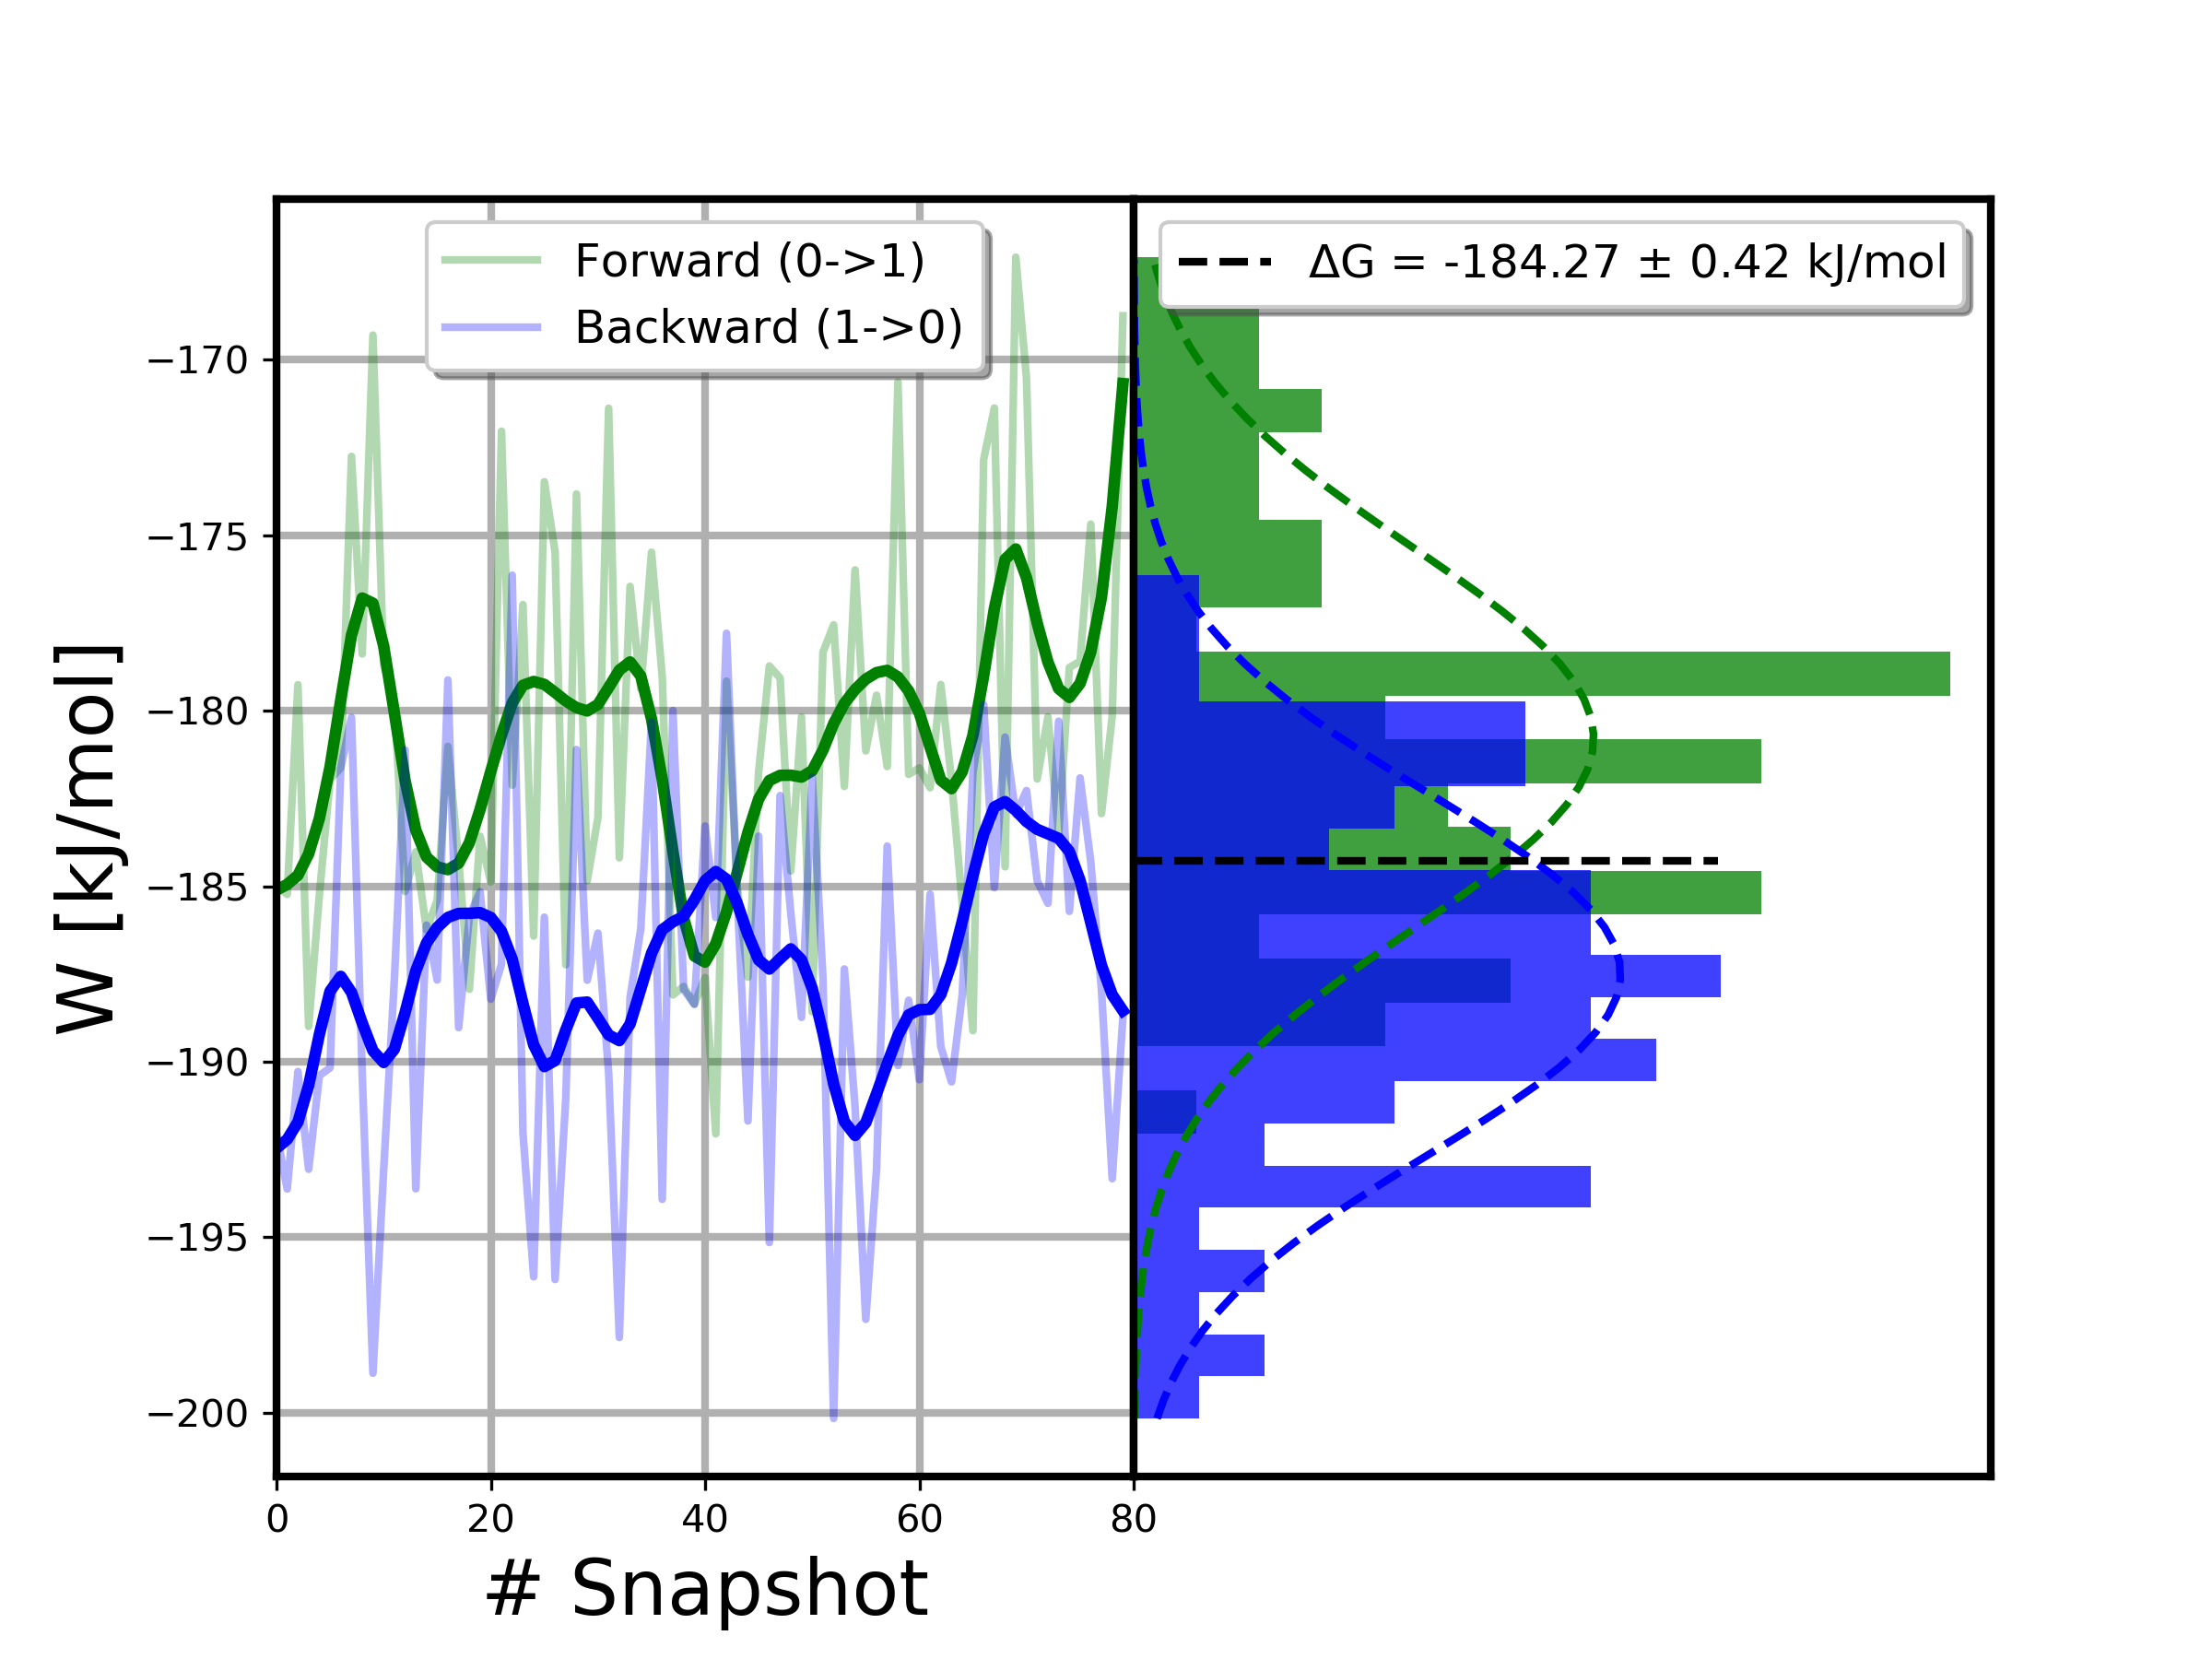 Forward (0->1)
Backward (1->0)
ΔG = -184.27 ± 0.42 kJ/mol
W [kJ/mol]
−170
−175
−180
−185
−190
−195
−200
0 20 40 60 80
# Snapshot